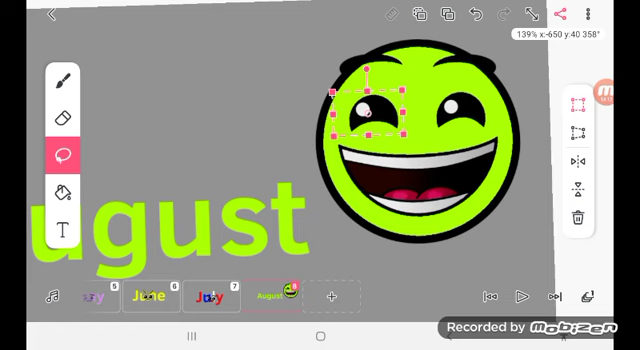 139% x:-650 y:40 358°
ugust
T
y 5
June 6
July 7
August 8
Recorded by Mobizen